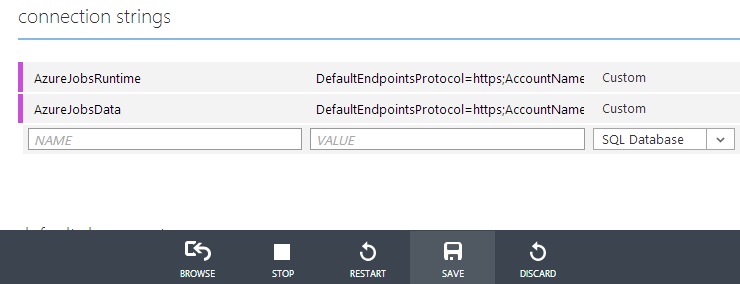 connection strings
AzureJobsRuntime DefaultEndpointsProtocol=https;AccountName Custom
AzureJobsData DefaultEndpointsProtocol=https;AccountName Custom
NAME VALUE SQL Database
BROWSE STOP RESTART SAVE DISCARD